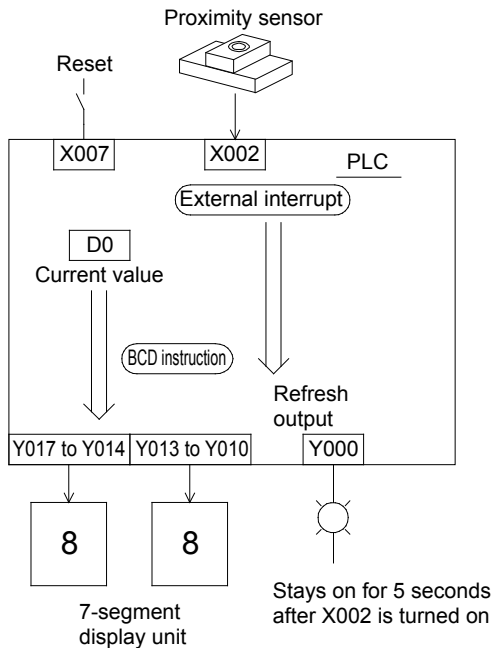 Proximity sensor
Reset
X007
X002
PLC
External interrupt
D0
Current value
BCD instruction
Refresh
output
Y017 to Y014
Y013 to Y010
Y000
8
8
Stays on for 5 seconds
after X002 is turned on
7-segment
display unit